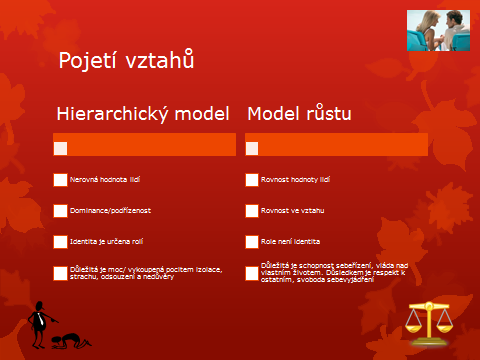 Pojetí vztahů
Hierarchický model
Model růstu
Nerovná hodnota lidí
Rovnost hodnoty lidí
Dominance/podřízenost
Rovnost ve vztahu
Identita je určena rolí
Role není identita
Důležitá je moc/ vykoupená pocitem izolace,
strachu, odsouzení a nedůvěry
Důležitá je schopnost sebeřízení, vláda nad
vlastním životem. Důsledkem je respekt k
ostatním, svoboda sebevyjádření